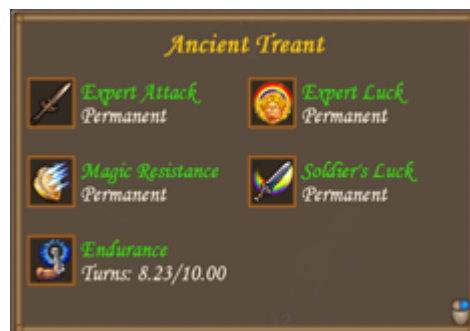 Ancient Treant
Expert Attack
Permanent
Expert Luck
Permanent
Magic Resistance
Permanent
Soldier's Luck
Permanent
Endurance
Turns: 8.23/10.00